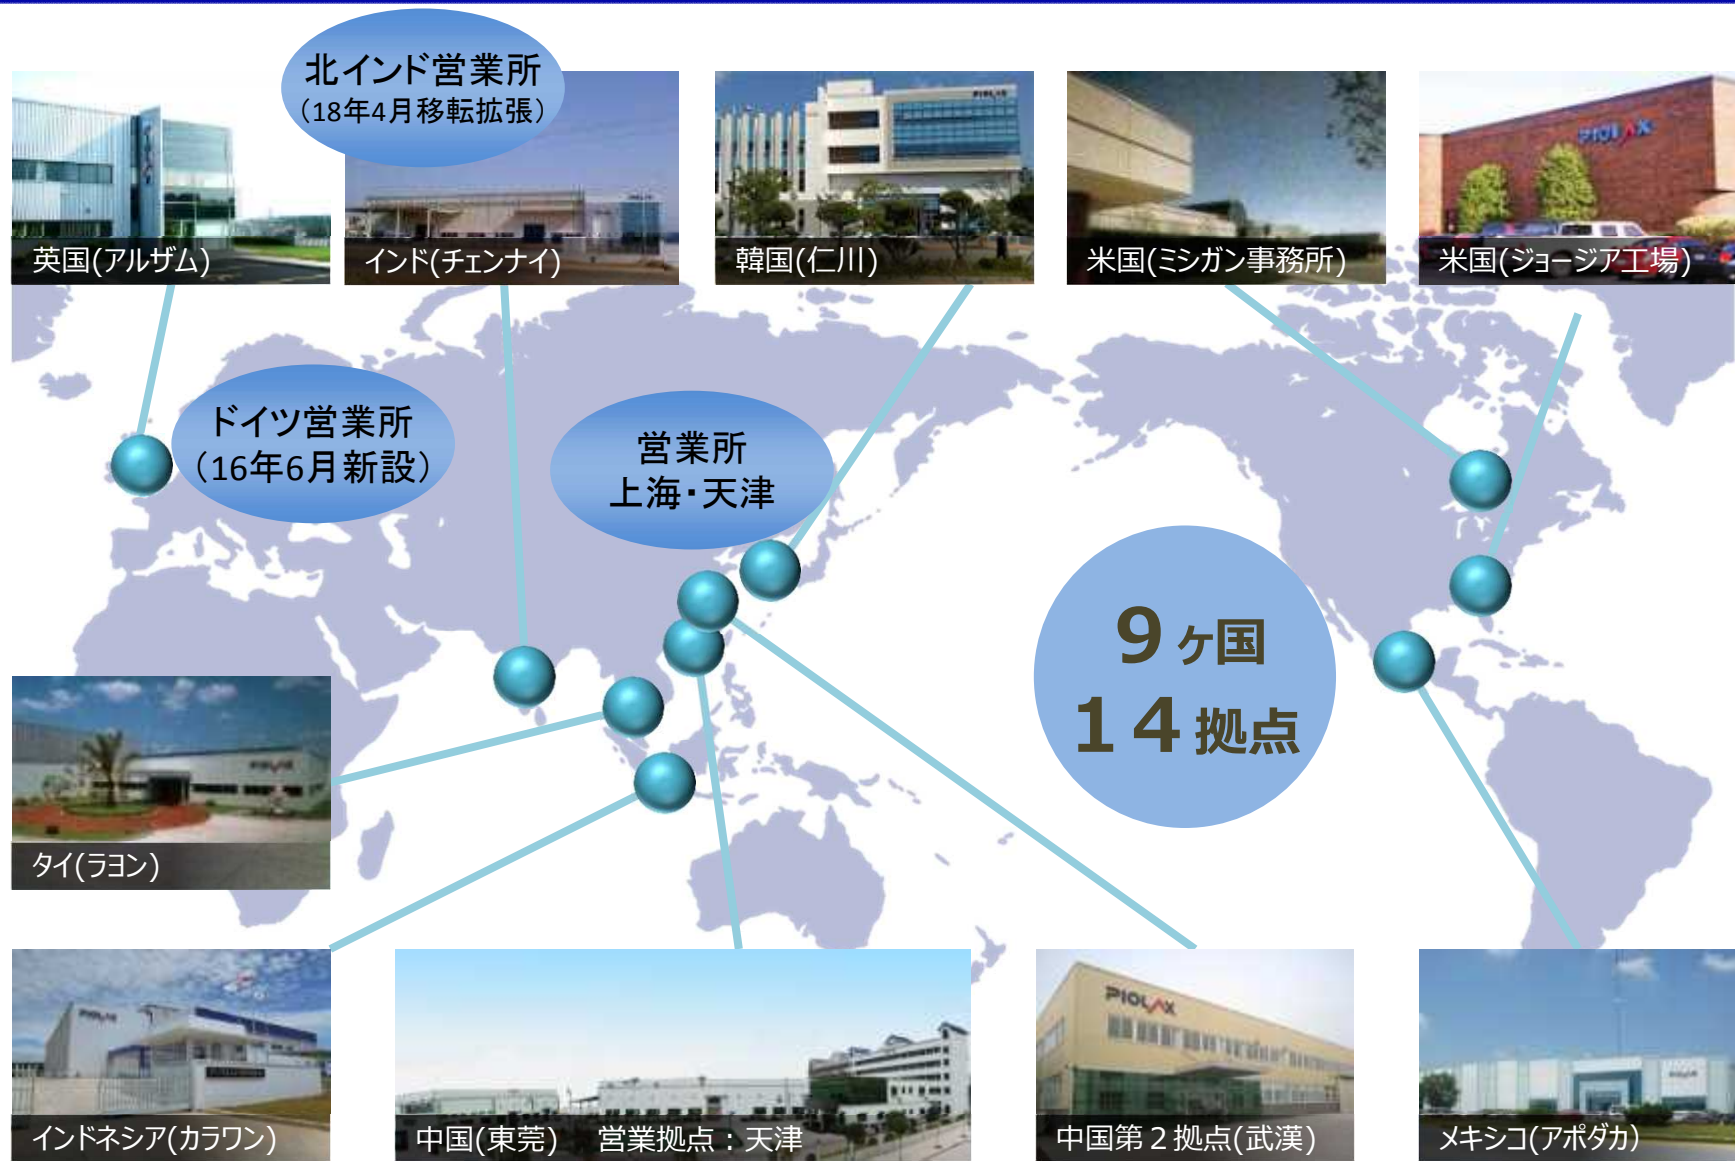 北インド営業所
（18年4月移転拡張）
英国(アルザム)
インド(チェンナイ)
PIOLAX
韓国(仁川)
米国(ミシガン事務所)
PIOLAX
米国(ジョージア工場)
ドイツ営業所
（16年6月新設）
営業所
上海・天津
9ヶ国
１４拠点
PIOLAX
タイ(ラヨン)
PIOLAX
インドネシア(カラワン)
中国(東莞)　営業拠点：天津
PIOLAX
中国第２拠点(武漢)
PIOLAX
メキシコ(アポダカ)